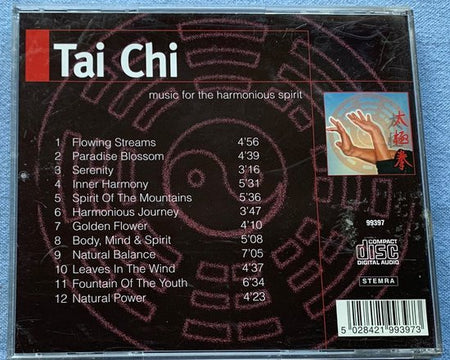 Tai Chi
music for the harmonious spirit
1 Flowing Streams 4'56
2 Paradise Blossom 4'39
3 Serenity 3'16
4 Inner Harmony 5'31
5 Spirit Of The Mountains 5'36
6 Harmonious Journey 3'47
7 Golden Flower 4'10
8 Body, Mind & Spirit 5'08
9 Natural Balance 7'05
10 Leaves In The Wind 4'37
11 Fountain Of The Youth 6'34
12 Natural Power 4'23
太極拳
99397
COMPACT
disc
DIGITAL AUDIO
STEMRA
5 028421 993973